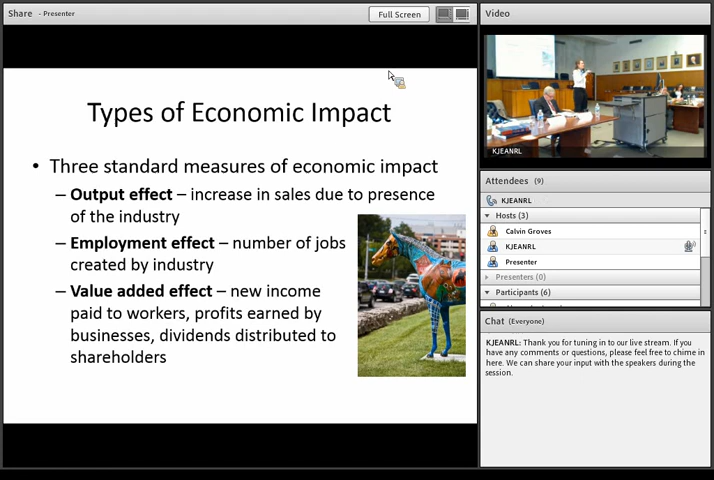 Share - Presenter
Full Screen
Types of Economic Impact
• Three standard measures of economic impact
– Output effect – increase in sales due to presence
of the industry
– Employment effect – number of jobs
created by industry
– Value added effect – new income
paid to workers, profits earned by
businesses, dividends distributed to
shareholders
Video
KJEANRL
Attendees (9)
KJEANRL
Hosts (3)
Calvin Groves
KJEANRL
Presenter
Presenters (0)
Participants (6)
Chat (Everyone)
KJEANRL: Thank you for tuning in to our live stream. If you
have any comments or questions, please feel free to chime in
here. We can share your input with the speakers during the
session.